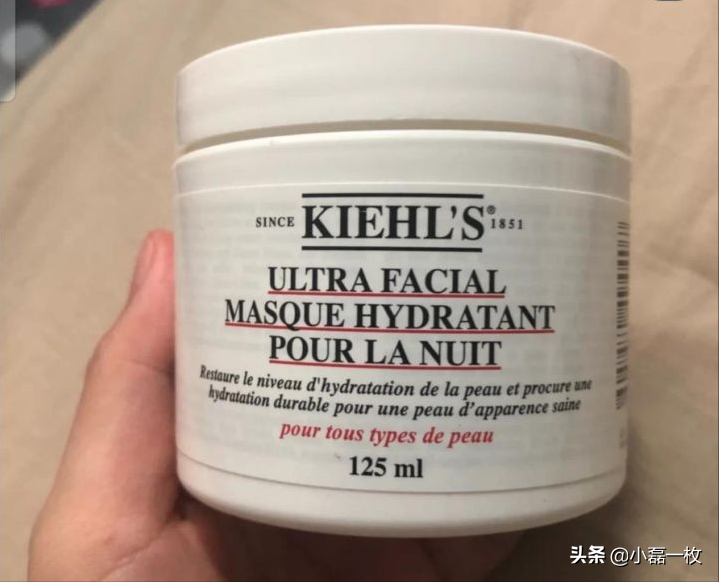 SINCE KIEHL'S® 1851
ULTRA FACIAL
MASQUE HYDRATANT
POUR LA NUIT
Restaure le niveau d'hydratation de la peau et procure une
hydratation durable pour une peau d'apparence saine
pour tous types de peau
125 ml
头条 @小磊一枚